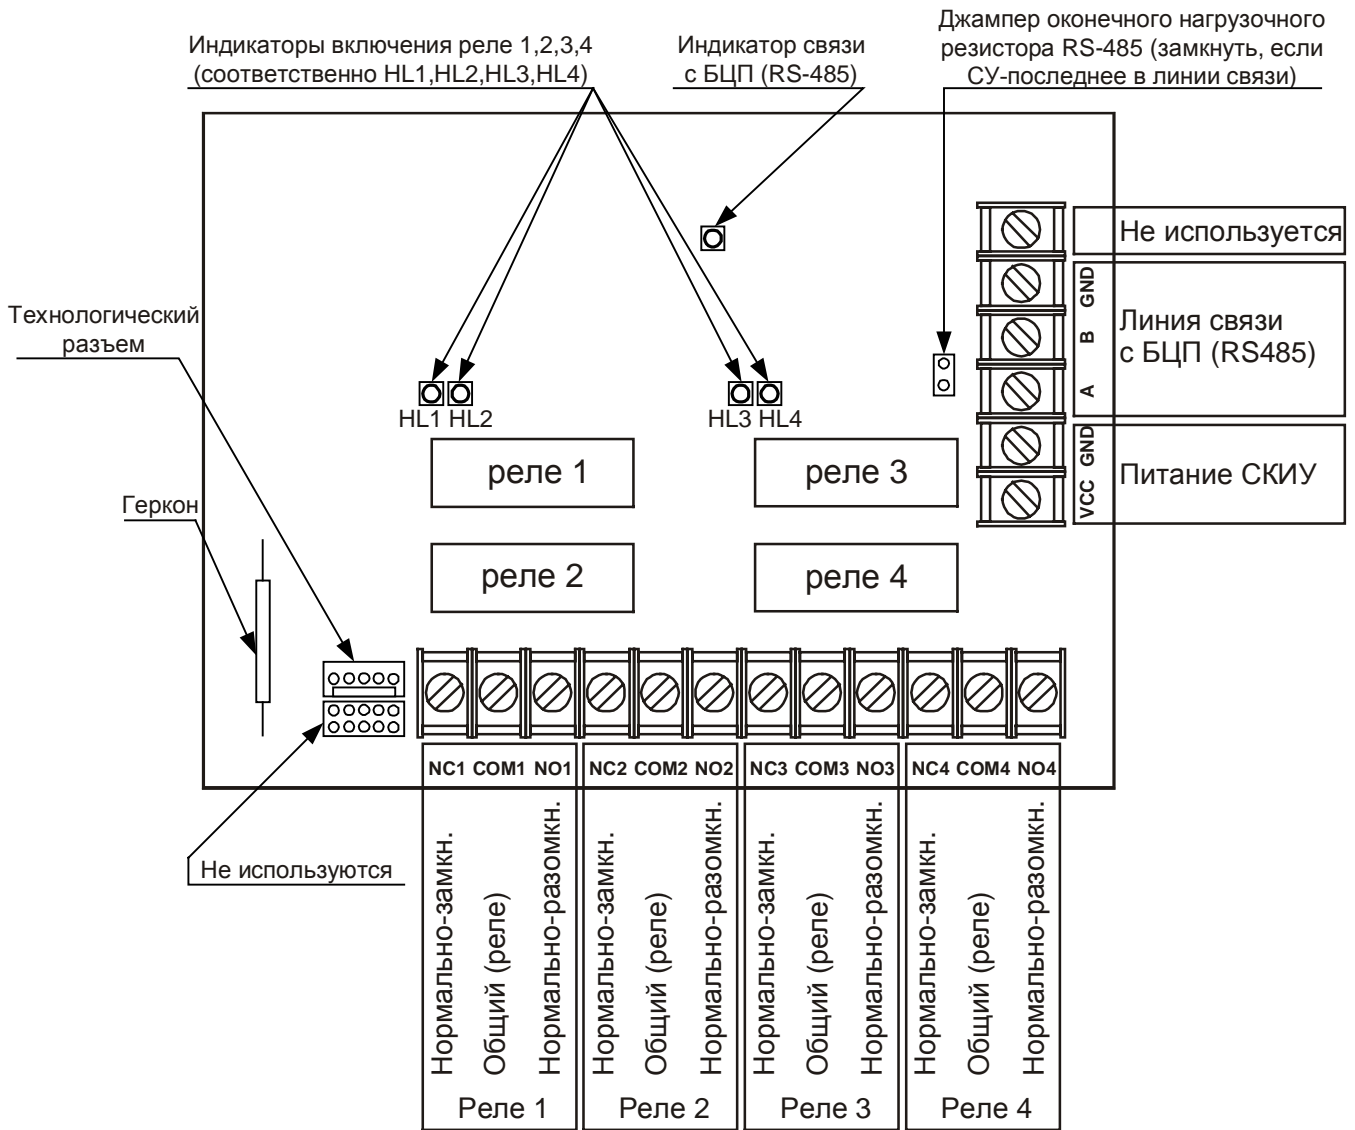 Индикаторы включения реле 1,2,3,4
(соответственно HL1,HL2,HL3,HL4)
Индикатор связи
с БЦП (RS-485)
Джампер оконечного нагрузочного
резистора RS-485 (замкнуть, если
СУ-последнее в линии связи)
Не используется
GND
B
A
Линия связи
с БЦП (RS485)
GND
VCC
Питание СКИУ
Технологический
разъем
HL1 HL2
HL3 HL4
реле 1
реле 3
Геркон
реле 2
реле 4
NC1 COM1 NO1
NC2 COM2 NO2
NC3 COM3 NO3
NC4 COM4 NO4
Не используются
Нормально-замкн.
Общий (реле)
Нормально-разомкн.
Нормально-замкн.
Общий (реле)
Нормально-разомкн.
Нормально-замкн.
Общий (реле)
Нормально-разомкн.
Нормально-замкн.
Общий (реле)
Нормально-разомкн.
Реле 1
Реле 2
Реле 3
Реле 4